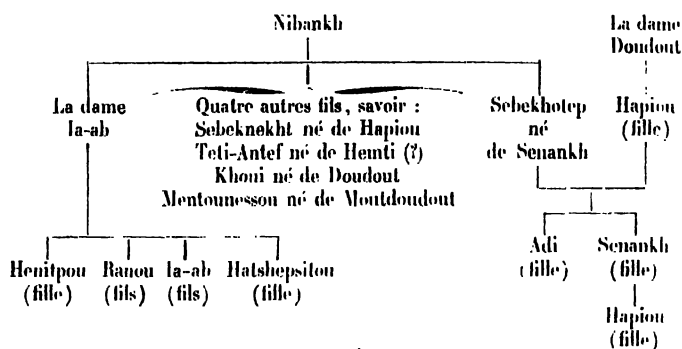 Nibankh
La dame
Doudout
La dame
Ia-ab
Quatre autres fils, savoir :
Sebeknekht né de Hapiou
Teti-Antef né de Hemti (?)
Khoui né de Doudout
Mentounesson né de Moutdoudout
Sebekhotep
né
de Senankh
Hapiou
(fille)
Henitpou
(fille)
Ranou
(fils)
Ia-ab
(fils)
Hatshepsitou
(fille)
Adi
(fille)
Senankh
(fille)
Hapiou
(fille)